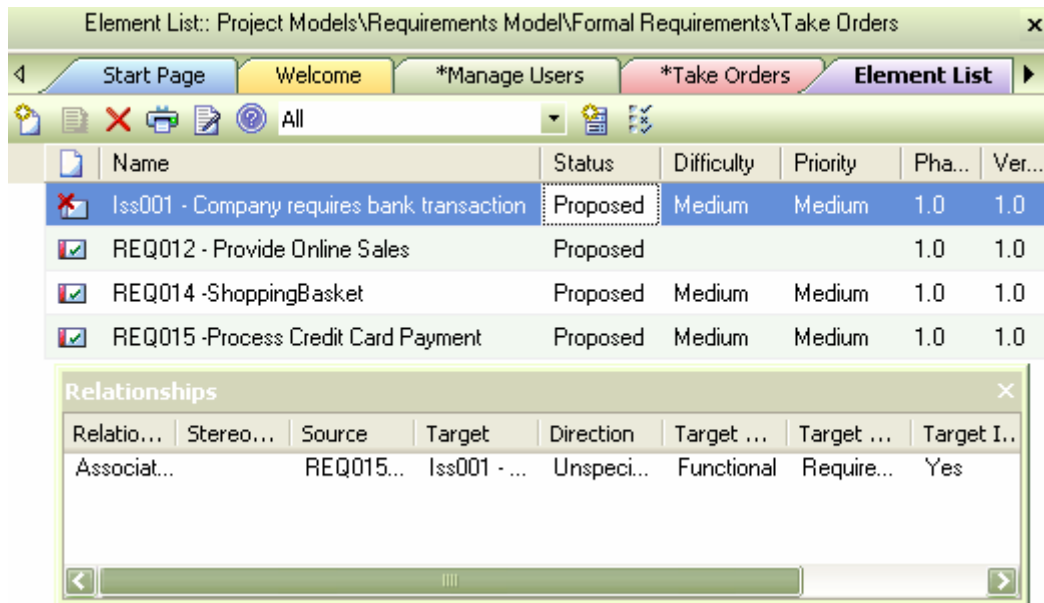 Element List:: Project Models\Requirements Model\Formal Requirements\Take Orders
Start Page Welcome *Manage Users *Take Orders Element List
All
Name Status Difficulty Priority Pha... Ver...
Iss001 - Company requires bank transaction Proposed Medium Medium 1.0 1.0
REQ012 - Provide Online Sales Proposed 1.0 1.0
REQ014 -ShoppingBasket Proposed Medium Medium 1.0 1.0
REQ015 -Process Credit Card Payment Proposed Medium Medium 1.0 1.0
Relationships
Relatio... Stereo... Source Target Direction Target ... Target ... Target I..
Associat... REQ015... Iss001 - ... Unspeci... Functional Require... Yes